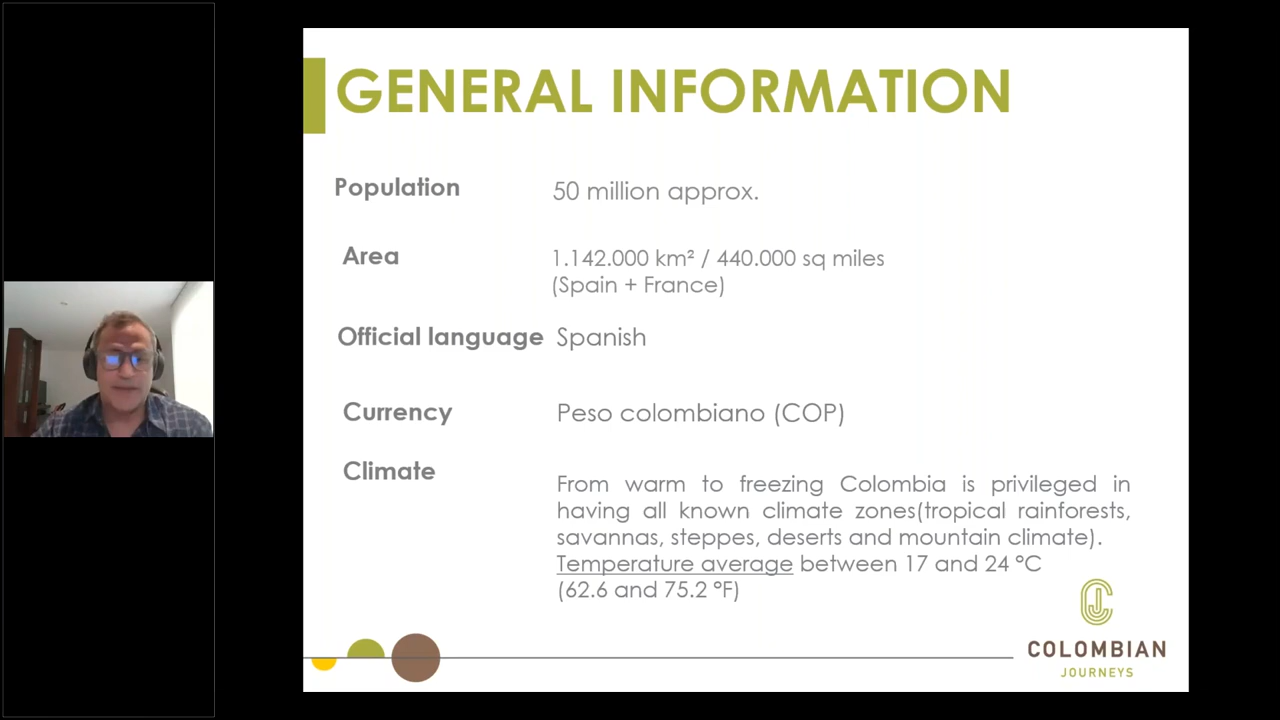 GENERAL INFORMATION
Population
50 million approx.
Area
1.142.000 km² / 440.000 sq miles
(Spain + France)
Official language
Spanish
Currency
Peso colombiano (COP)
Climate
From warm to freezing Colombia is privileged in
having all known climate zones(tropical rainforests,
savannas, steppes, deserts and mountain climate).
Temperature average between 17 and 24 ºC
(62.6 and 75.2 ºF)
COLOMBIAN
JOURNEYS